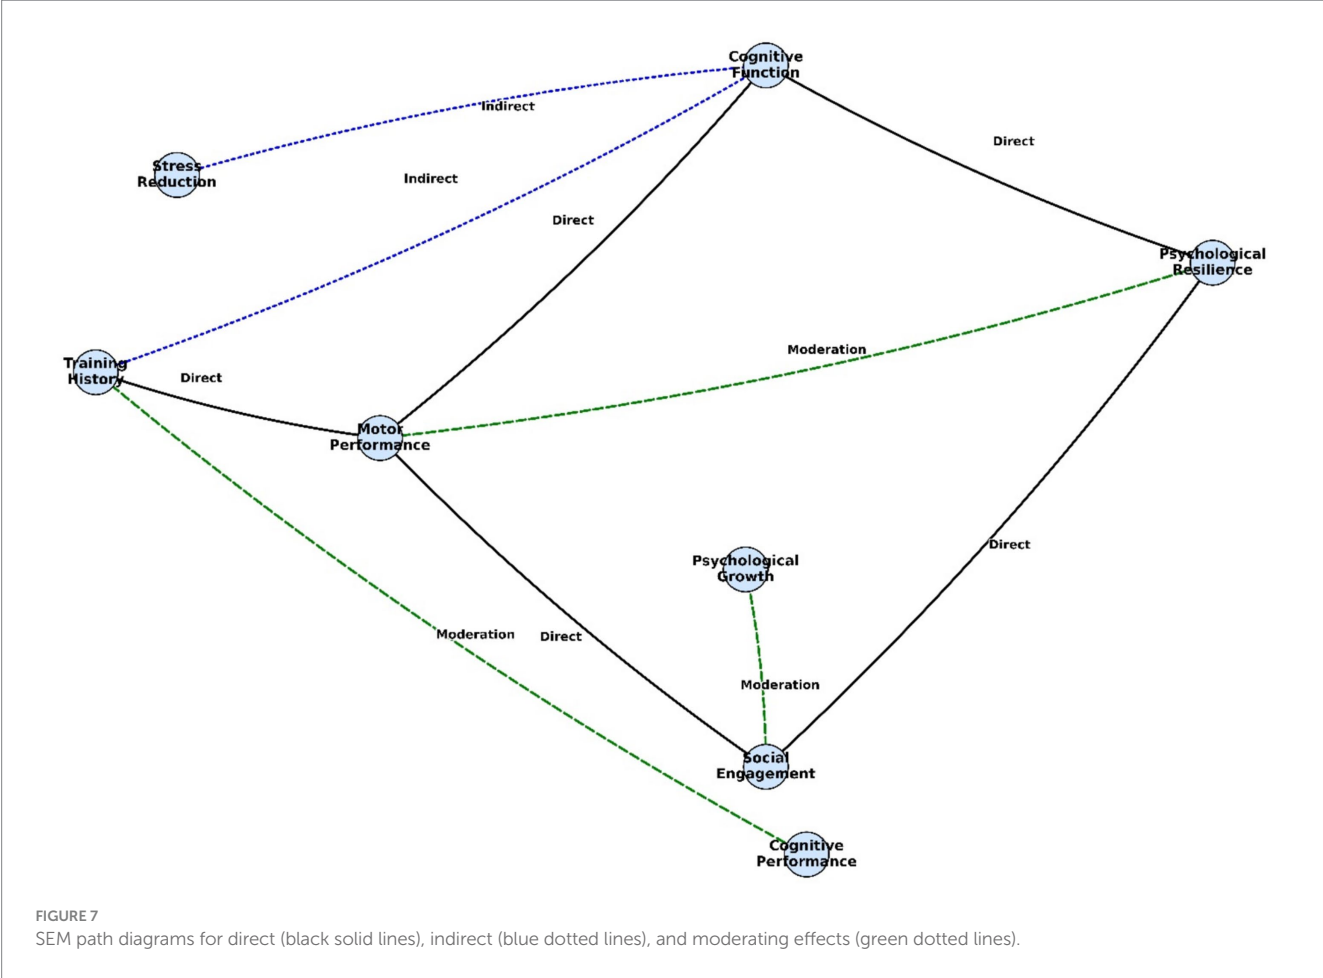 Cognitive
Function
Indirect
Direct
Stress
Reduction
Indirect
Direct
Psychological
Resilience
Moderation
Training
History
Direct
Motor
Performance
Direct
Psychological
Growth
Moderation
Direct
Moderation
Social
Engagement
Cognitive
Performance
FIGURE 7
SEM path diagrams for direct (black solid lines), indirect (blue dotted lines), and moderating effects (green dotted lines).